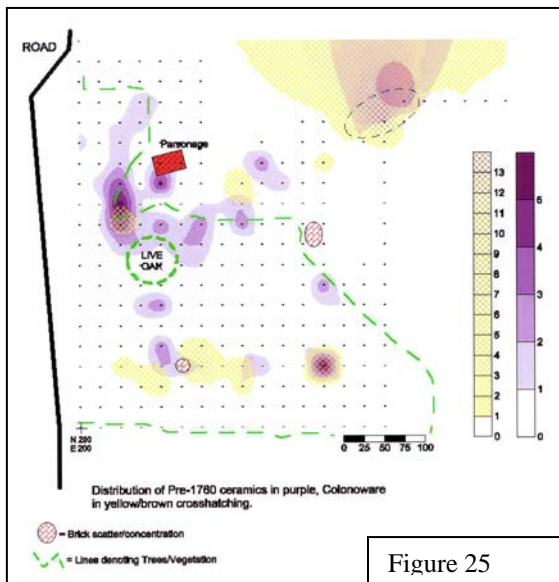 ROAD
Parsonage
LIVE
OAK
13
12
11
10
9
8
7
6
5
4
3
2
1
0
5
4
3
2
1
0
N 200
E 200
0 25 50 75 100
Distribution of Pre-1760 ceramics in purple, Colonoware
in yellow/brown crosshatching.
= Brick scatter/concentration
= Lines denoting Trees/Vegetation
Figure 25